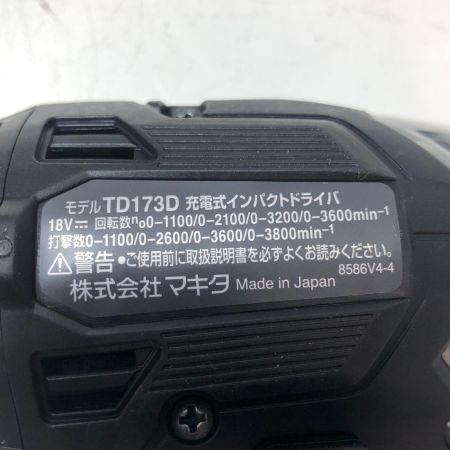 モデル TD173D 充電式インパクトドライバ
18V⎓ 回転数n₀0-1100/0-2100/0-3200/0-3600min⁻¹
打撃数0-1100/0-2600/0-3600/0-3800min⁻¹
⚠警告 •ご使用前に取扱説明書を必ずよくお読みください。
8586V4-4
株式会社 マキタ Made in Japan